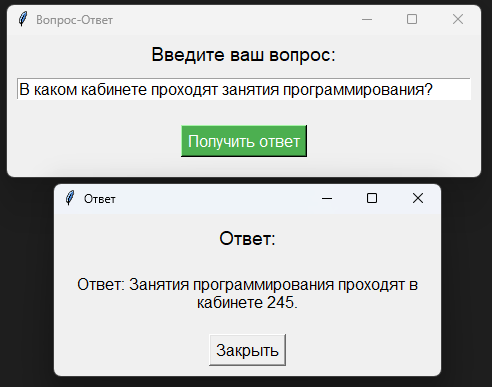 Вопрос-Ответ
Введите ваш вопрос:
В каком кабинете проходят занятия программирования?
Получить ответ
Ответ
Ответ:
Ответ: Занятия программирования проходят в
кабинете 245.
Закрыть